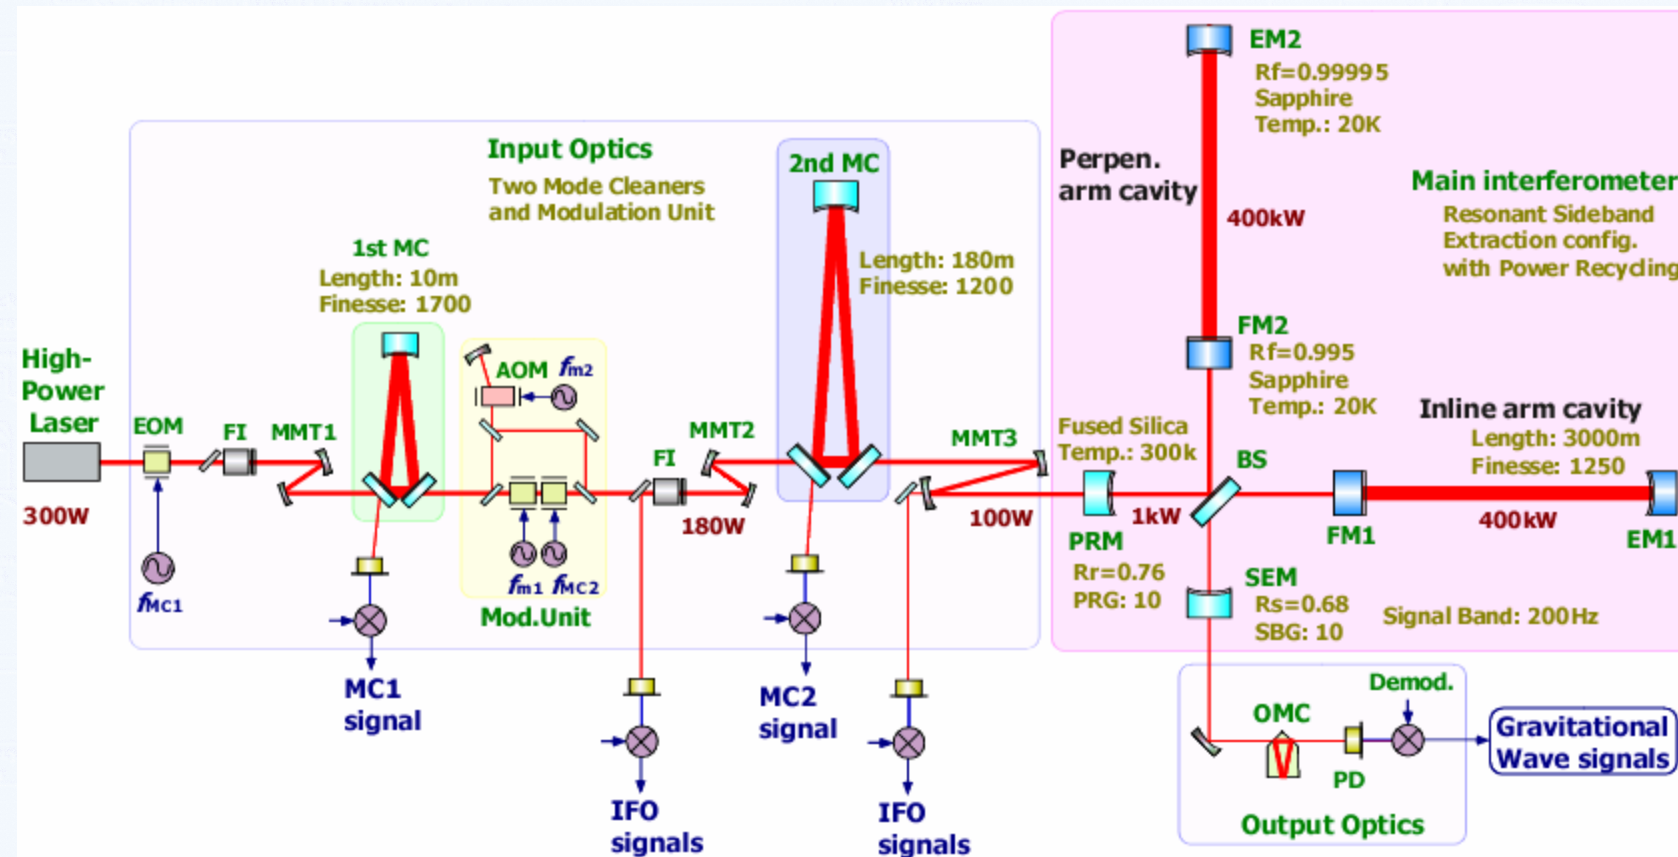 High-
Power
Laser
300W
EOM
fMC1
FI
MMT1
Input Optics
Two Mode Cleaners
and Modulation Unit
1st MC
Length: 10m
Finesse: 1700
MC1
signal
AOM
fm2
fm1
fMC2
Mod.Unit
FI
IFO
signals
MMT2
180W
2nd MC
Length: 180m
Finesse: 1200
MC2
signal
MMT3
100W
IFO
signals
EM2
Rf=0.99995
Sapphire
Temp.: 20K
Perpen.
arm cavity
400kW
Main interferometer
Resonant Sideband
Extraction config.
with Power Recycling
FM2
Rf=0.995
Sapphire
Temp.: 20K
Inline arm cavity
Length: 3000m
Finesse: 1250
Fused Silica
Temp.: 300k
BS
1kW
PRM
Rr=0.76
PRG: 10
FM1
400kW
EM1
SEM
Rs=0.68
SBG: 10
Signal Band: 200Hz
Demod.
OMC
PD
Output Optics
Gravitational
Wave signals